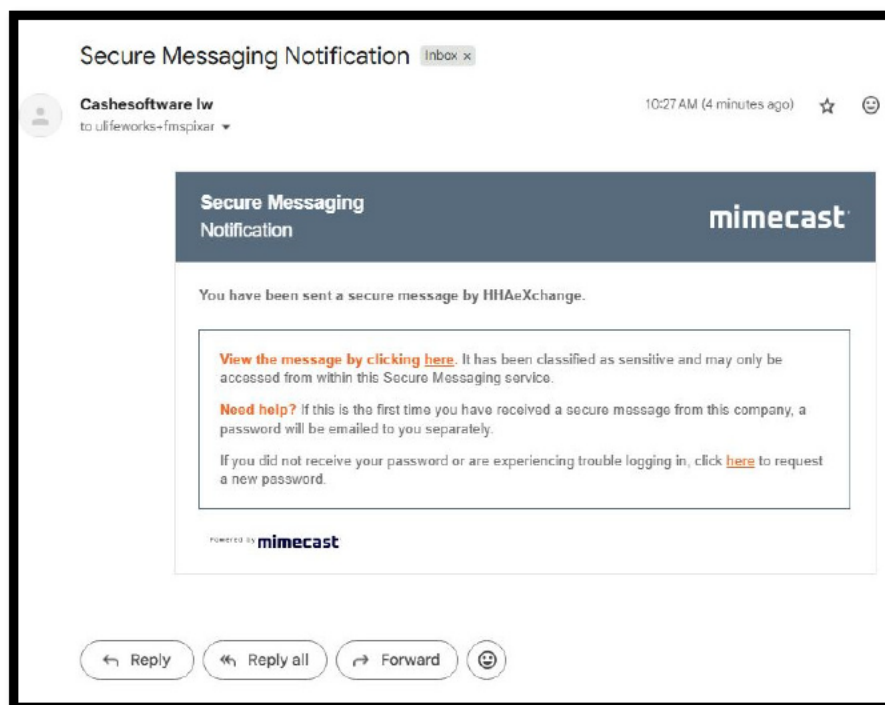 Secure Messaging Notification Inbox x
Cashesoftware lw 10:27 AM (4 minutes ago)
to ulifeworks+fmspixar
Secure Messaging
Notification
mimecast
You have been sent a secure message by HHAeXchange.
View the message by clicking here. It has been classified as sensitive and may only be
accessed from within this Secure Messaging service.
Need help? If this is the first time you have received a secure message from this company, a
password will be emailed to you separately.
If you did not receive your password or are experiencing trouble logging in, click here to request
a new password.
Powered by mimecast
Reply Reply all Forward